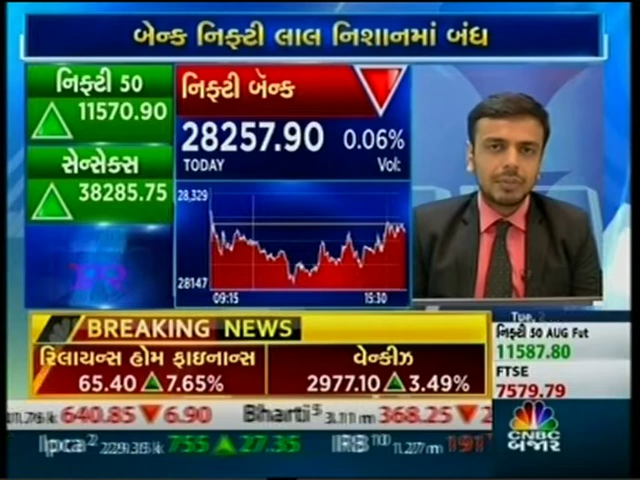 બેન્ક નિફ્ટી લાલ નિશાનમાં બંધ
નિફ્ટી 50
11570.90
સેન્સેક્સ
38285.75
નિફ્ટી બૅન્ક
28257.90 0.06%
TODAY Vol:
28,329
28147
09:15 15:30
BREAKING NEWS
રિલાયન્સ હોમ ફાઇનાન્સ
65.40 7.65%
વેન્કીઝ
2977.10 3.49%
Tue,
નિફ્ટી 50 AUG Fut
11587.80
FTSE
7579.79
640.85 6.90 Bharti 368.25
Ipca 755 27.35 IRB
CNBC
બજાર